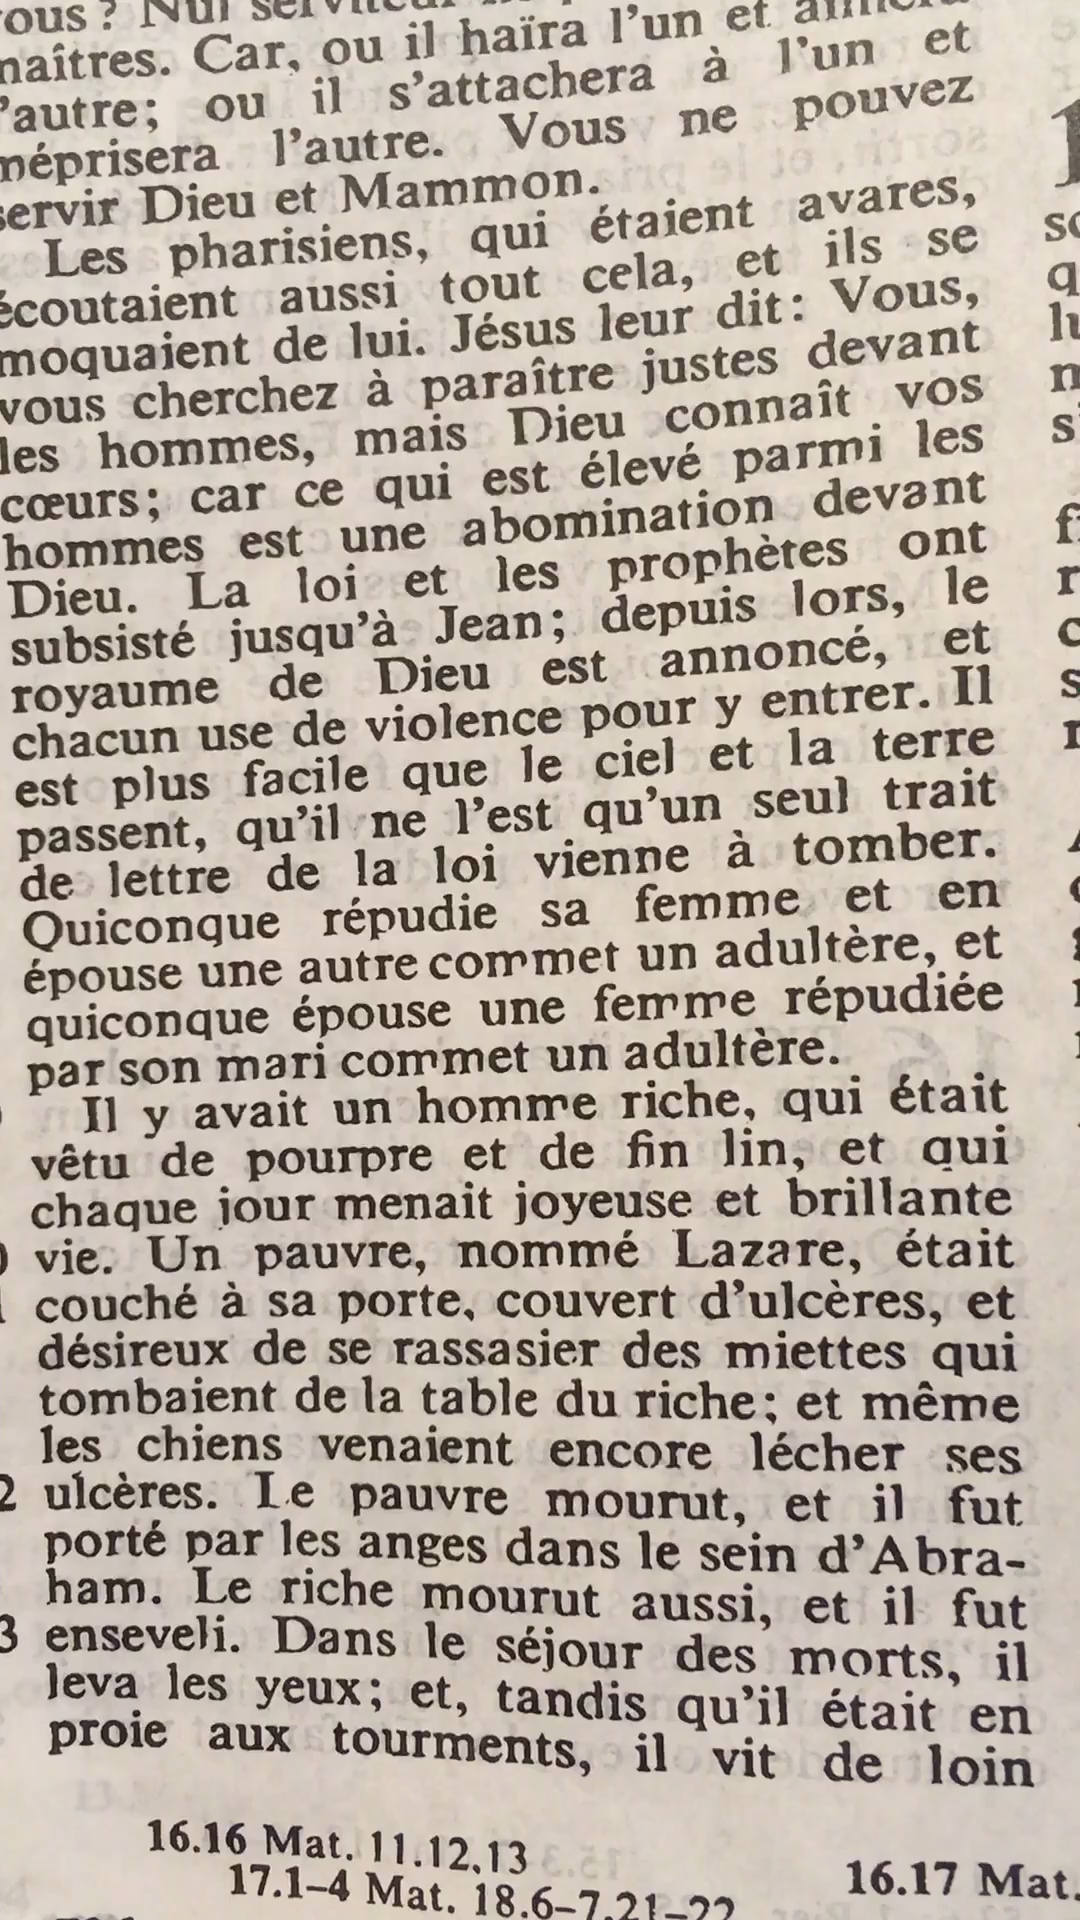 vous ? Nul serviteur
maîtres. Car, ou il haïra l'un et aimera
l'autre; ou il s'attachera à l'un et
méprisera l'autre. Vous ne pouvez
servir Dieu et Mammon.
Les pharisiens, qui étaient avares,
écoutaient aussi tout cela, et ils se
moquaient de lui. Jésus leur dit: Vous,
vous cherchez à paraître justes devant
les hommes, mais Dieu connaît vos
cœurs; car ce qui est élevé parmi les
hommes est une abomination devant
Dieu. La loi et les prophètes ont
subsisté jusqu'à Jean; depuis lors, le
royaume de Dieu est annoncé, et
chacun use de violence pour y entrer. Il
est plus facile que le ciel et la terre
passent, qu'il ne l'est qu'un seul trait
de lettre de la loi vienne à tomber.
Quiconque répudie sa femme et en
épouse une autre commet un adultère, et
quiconque épouse une femme répudiée
par son mari commet un adultère.
Il y avait un homme riche, qui était
vêtu de pourpre et de fin lin, et qui
chaque jour menait joyeuse et brillante
vie. Un pauvre, nommé Lazare, était
couché à sa porte, couvert d'ulcères, et
désireux de se rassasier des miettes qui
tombaient de la table du riche; et même
les chiens venaient encore lécher ses
2 ulcères. Le pauvre mourut, et il fut
porté par les anges dans le sein d'Abra-
ham. Le riche mourut aussi, et il fut
3 enseveli. Dans le séjour des morts, il
leva les yeux; et, tandis qu'il était en
proie aux tourments, il vit de loin
16.16 Mat. 11.12,13
16.17 Mat.
17.1-4 Mat. 18.6-7,21-22